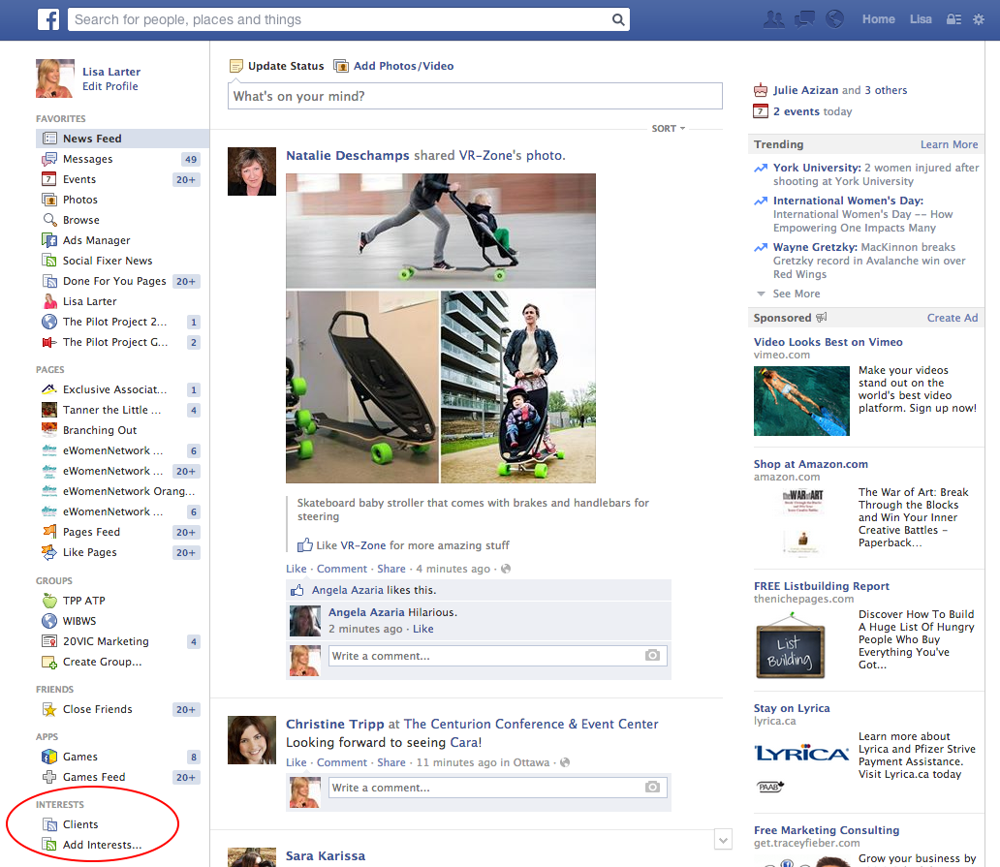 f
Search for people, places and things
Home
Lisa
Lisa Larter
Edit Profile
FAVORITES
News Feed
Messages 49
7 Events 20+
Photos
Browse
Ads Manager
Social Fixer News
Done For You Pages 20+
Lisa Larter
The Pilot Project 2... 1
The Pilot Project G... 2
PAGES
Exclusive Associat... 1
Tanner the Little ... 4
Branching Out
eWomenNetwork ... 6
eWomenNetwork ... 20+
eWomenNetwork Orang...
eWomenNetwork ... 6
Pages Feed 20+
Like Pages 20+
GROUPS
TPP ATP
WIBWS
20VIC Marketing 4
Create Group...
FRIENDS
Close Friends 20+
APPS
Games 8
Games Feed 20+
INTERESTS
Clients
Add Interests...
Update Status Add Photos/Video
What's on your mind?
SORT
Natalie Deschamps shared VR-Zone's photo.
Skateboard baby stroller that comes with brakes and handlebars for
steering
Like VR-Zone for more amazing stuff
Like · Comment · Share · 4 minutes ago ·
Angela Azaria likes this.
Angela Azaria Hilarious.
2 minutes ago · Like
Write a comment...
Christine Tripp at The Centurion Conference & Event Center
Looking forward to seeing Cara!
Like · Comment · Share · 11 minutes ago in Ottawa ·
Write a comment...
Sara Karissa
Julie Azizan and 3 others
7 2 events today
Trending Learn More
York University: 2 women injured after
shooting at York University
International Women's Day:
International Women's Day -- How
Empowering One Impacts Many
Wayne Gretzky: MacKinnon breaks
Gretzky record in Avalanche win over
Red Wings
See More
Sponsored Create Ad
Video Looks Best on Vimeo
vimeo.com
Make your videos
stand out on the
world's best video
platform. Sign up now!
Shop at Amazon.com
amazon.com
THE WAR of ART
The War of Art: Break
Through the Blocks
and Win Your Inner
Creative Battles –
Paperback...
FREE Listbuilding Report
thenichepages.com
List
Building
Discover How To Build
A Huge List Of Hungry
People Who Buy
Everything You've
Got...
Stay on Lyrica
lyrica.ca
LYRICA
PAAB
Learn more about
Lyrica and Pfizer Strive
Payment Assistance.
Visit Lyrica.ca today
Free Marketing Consulting
get.traceyfieber.com
Grow your business by